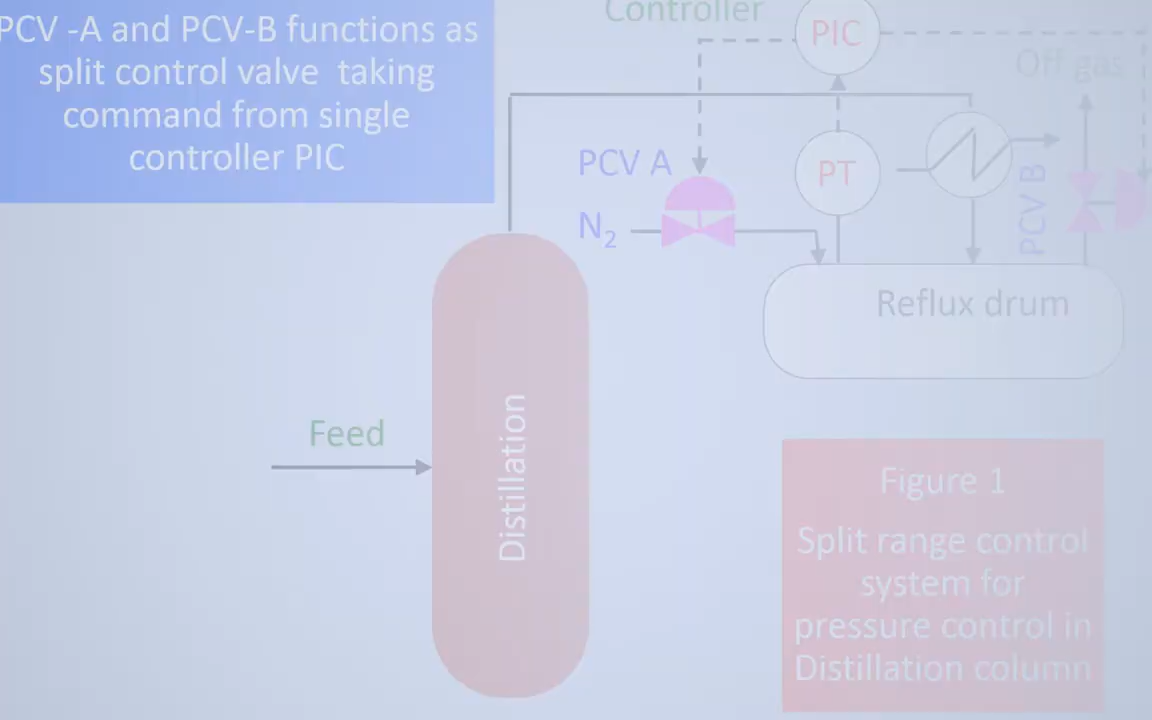 PCV -A and PCV-B functions as
split control valve taking
command from single
controller PIC
Controller
PIC
Off gas
PCV A
PT
PCV B
N₂
Reflux drum
Feed
Distillation
Figure 1
Split range control
system for
pressure control in
Distillation column